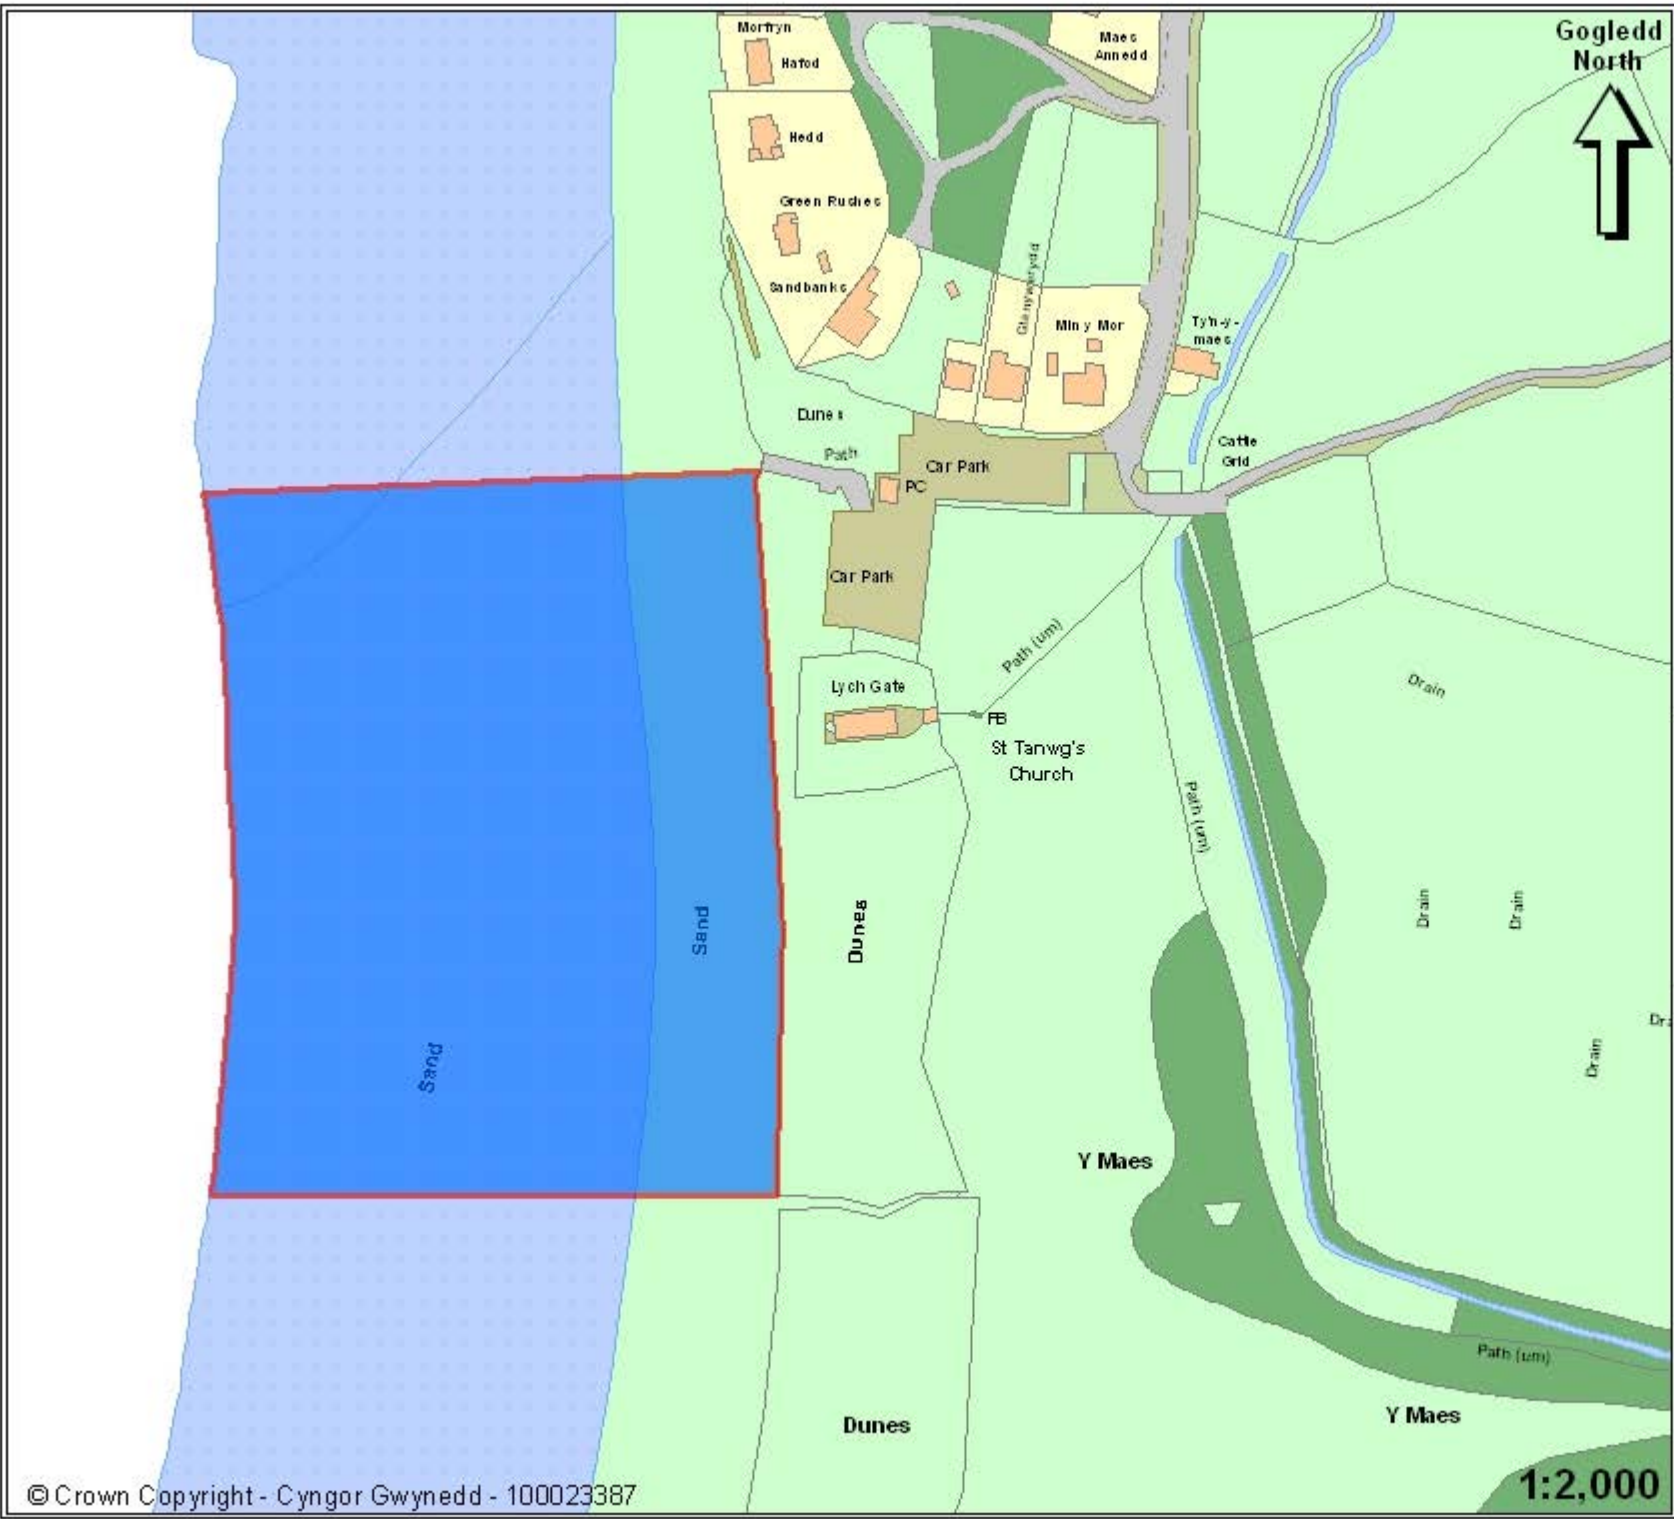 Morfryn
Hafod
Maes
Annedd
Gogledd
North
Hedd
Green Rushes
Sandbanks
Glanywerydd
Min y Mor
Ty'n-y-
maes
Dunes
Path
Car Park
Cattle
Grid
PC
Car Park
Path (um)
Lych Gate
FB
St Tanwg's
Church
Drain
Path (um)
Sand
Dunes
Drain
Drain
Sand
Drain
Y Maes
Path (um)
Dunes
Y Maes
© Crown Copyright - Cyngor Gwynedd - 100023387
1:2,000